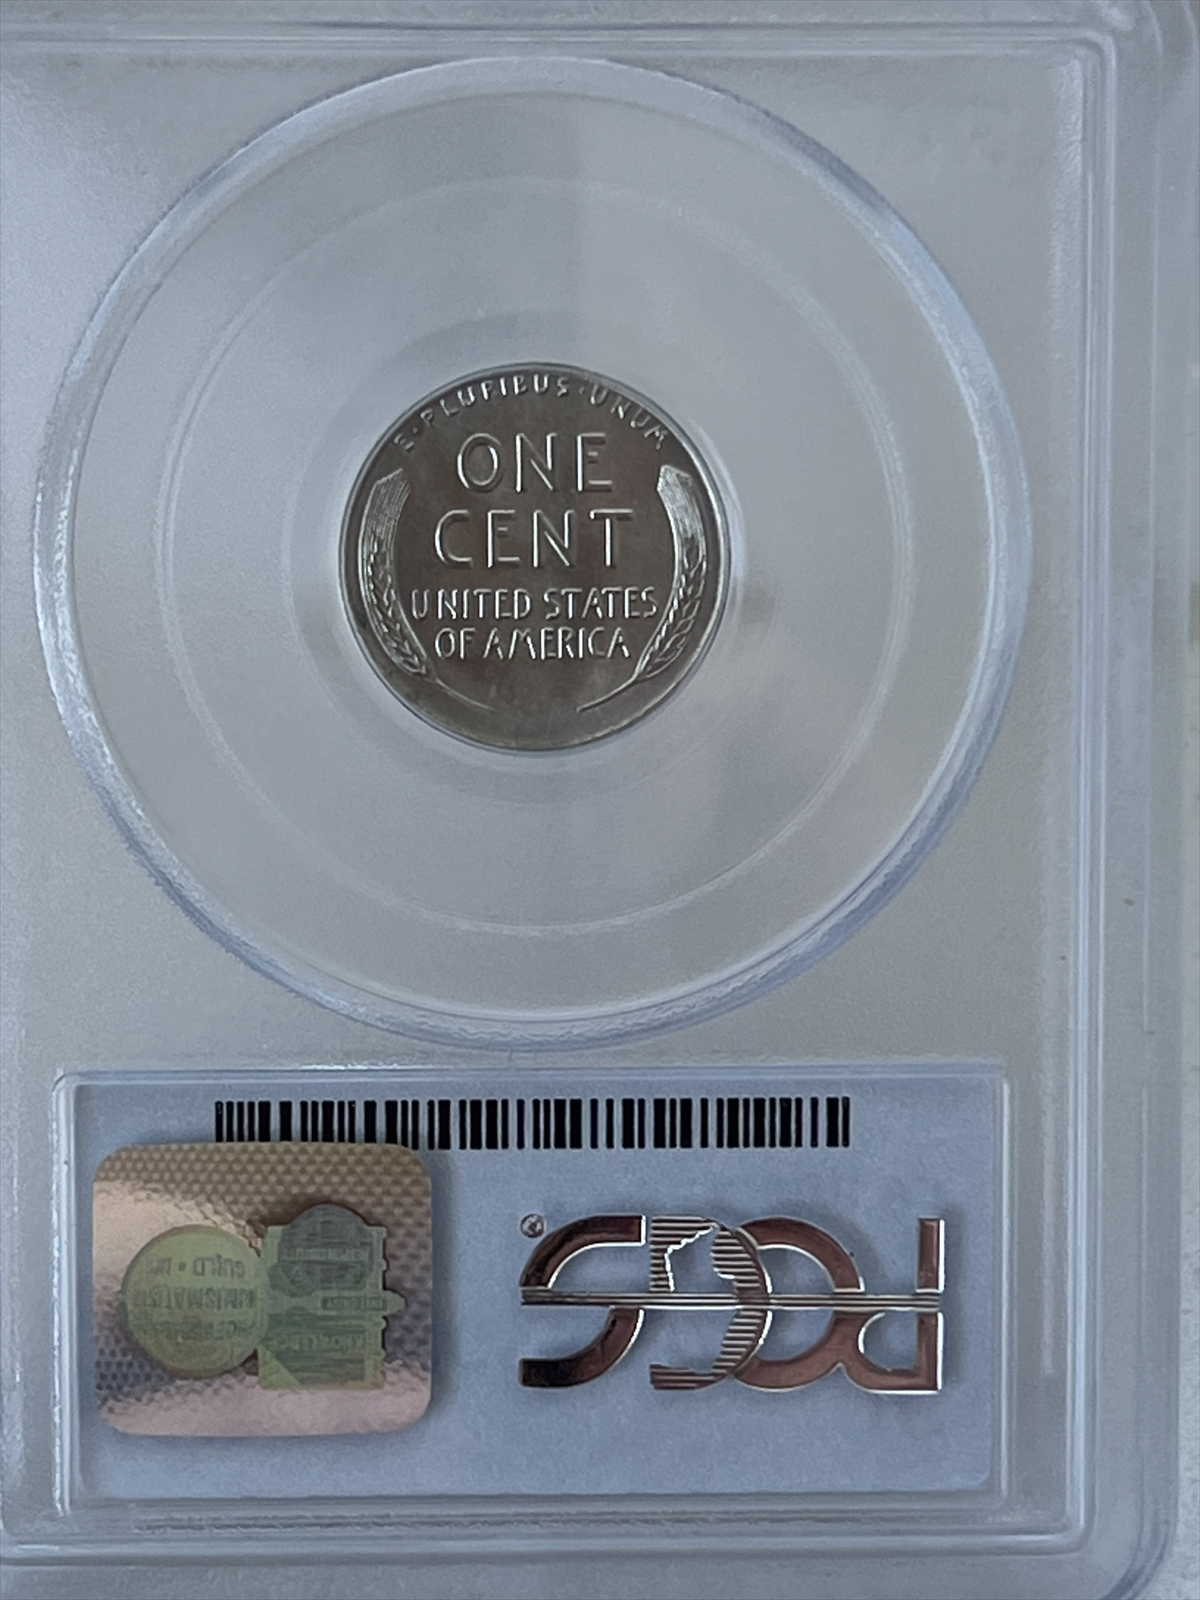 E·PLURIBUS·UNUM
ONE
CENT
UNITED STATES
OF AMERICA
PCGS
®